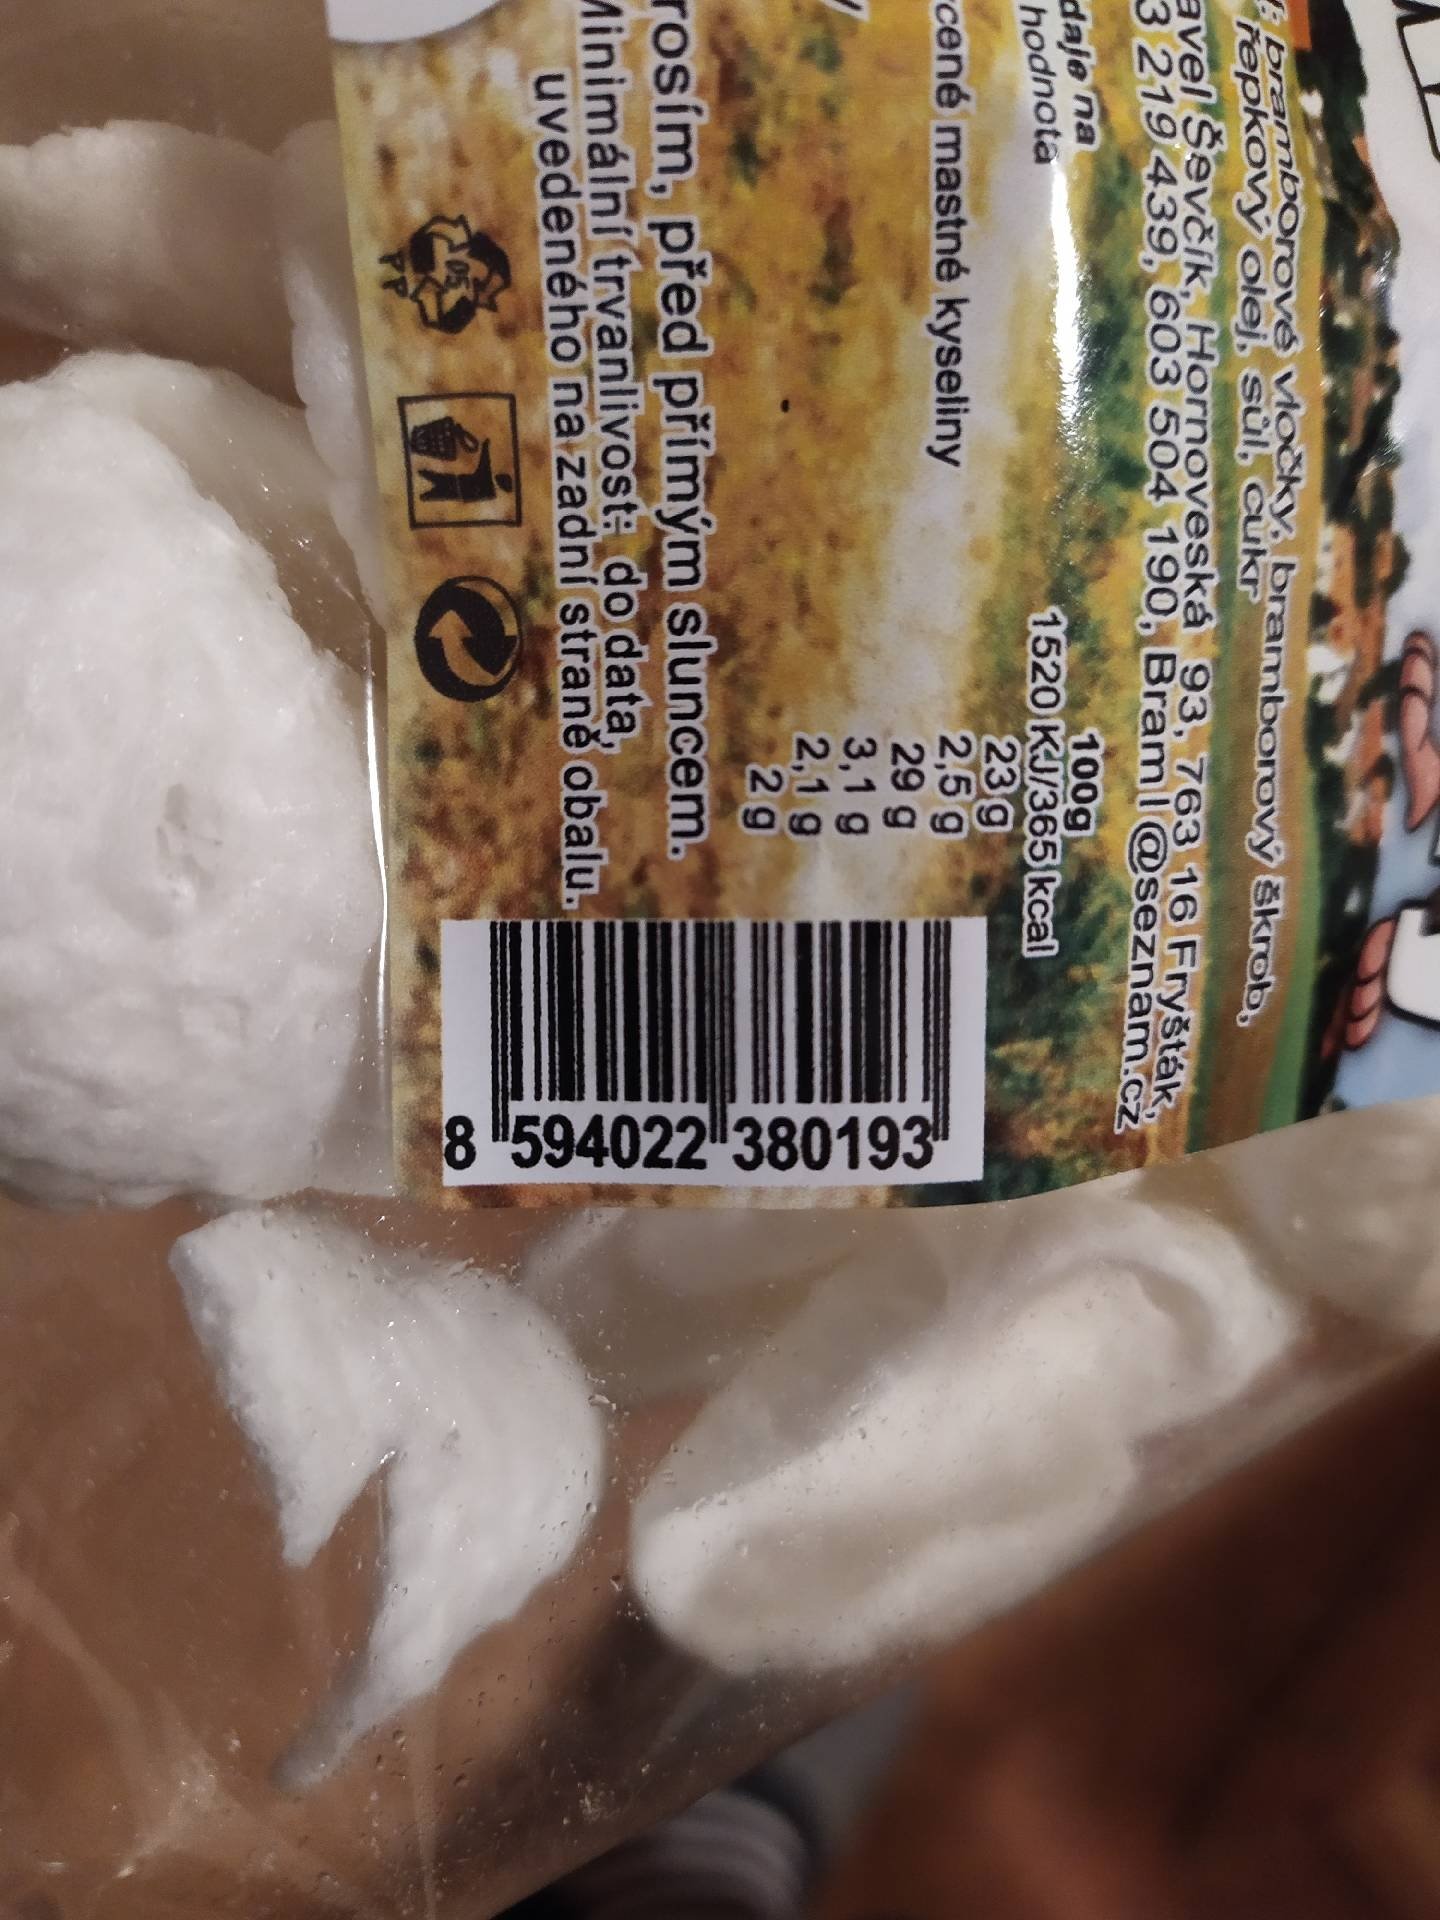 bramborové vločky, bramborový škrob,
řepkový olej, sůl, cukr
avel Ševčík, Hornoveská 93, 763 16 Fryšták,
3 219 439, 603 504 190, Braml@seznam.cz
daje na 100g
hodnota 1520 KJ/365 kcal
23 g
cené mastné kyseliny 2,5 g
29 g
3,1 g
2,1 g
2 g
rosím, před přímým sluncem.
Minimální trvanlivost: do data,
uvedeného na zadní straně obalu.
05
PP
8 594022 380193